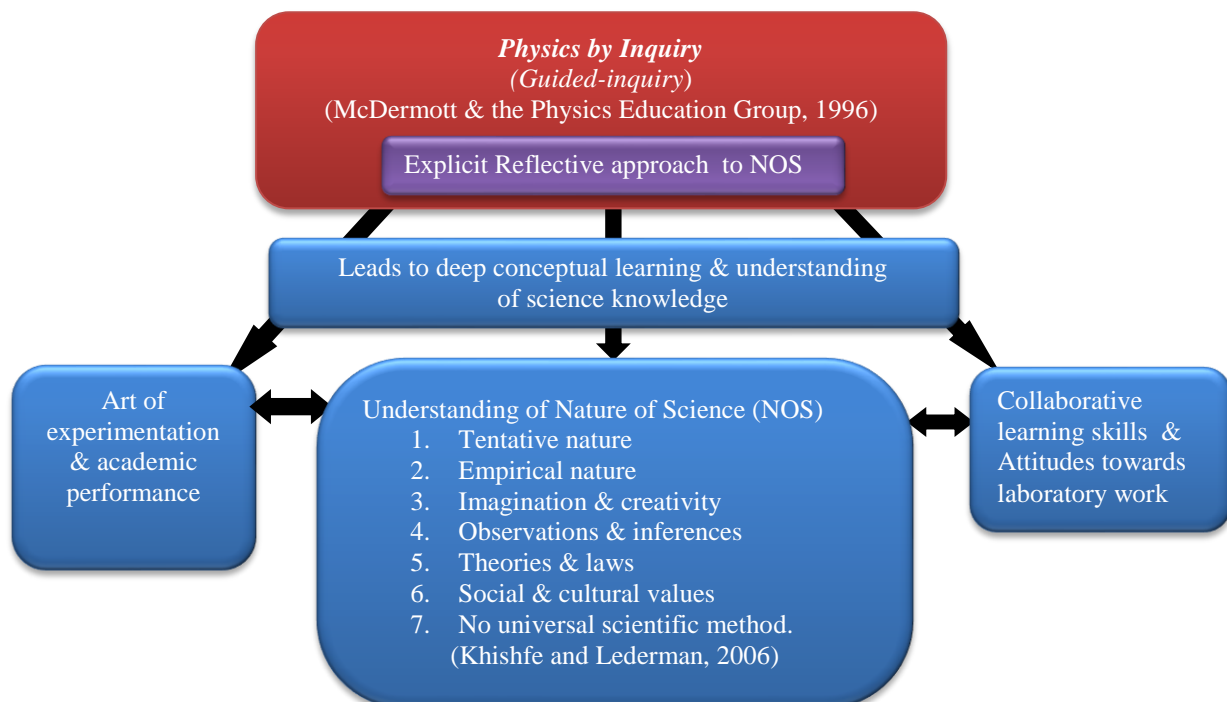 Physics by Inquiry
(Guided-inquiry)
(McDermott & the Physics Education Group, 1996)
Explicit Reflective approach to NOS
Leads to deep conceptual learning & understanding
of science knowledge
Art of
experimentation
& academic
performance
Understanding of Nature of Science (NOS)
1. Tentative nature
2. Empirical nature
3. Imagination & creativity
4. Observations & inferences
5. Theories & laws
6. Social & cultural values
7. No universal scientific method.
(Khishfe and Lederman, 2006)
Collaborative
learning skills &
Attitudes towards
laboratory work